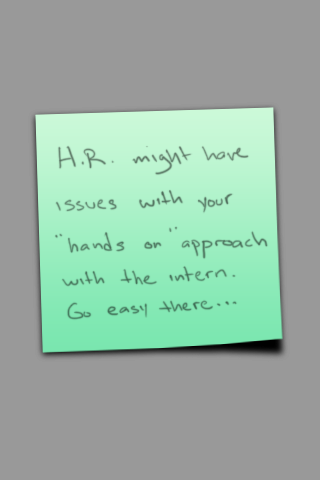 H.R. might have
issues with your
"hands on" approach
with the intern.
Go easy there...